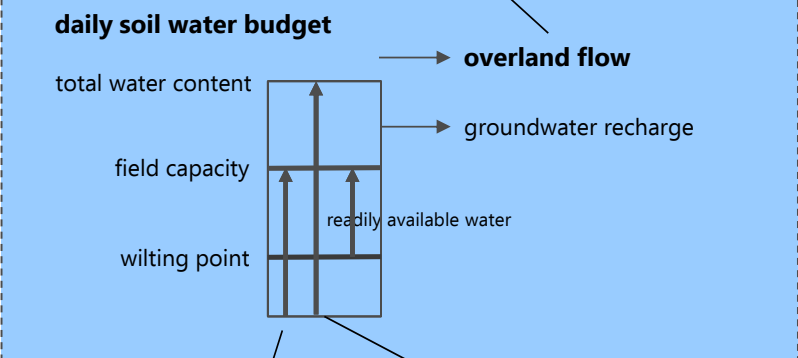 daily soil water budget
overland flow
total water content
groundwater recharge
field capacity
readily available water
wilting point